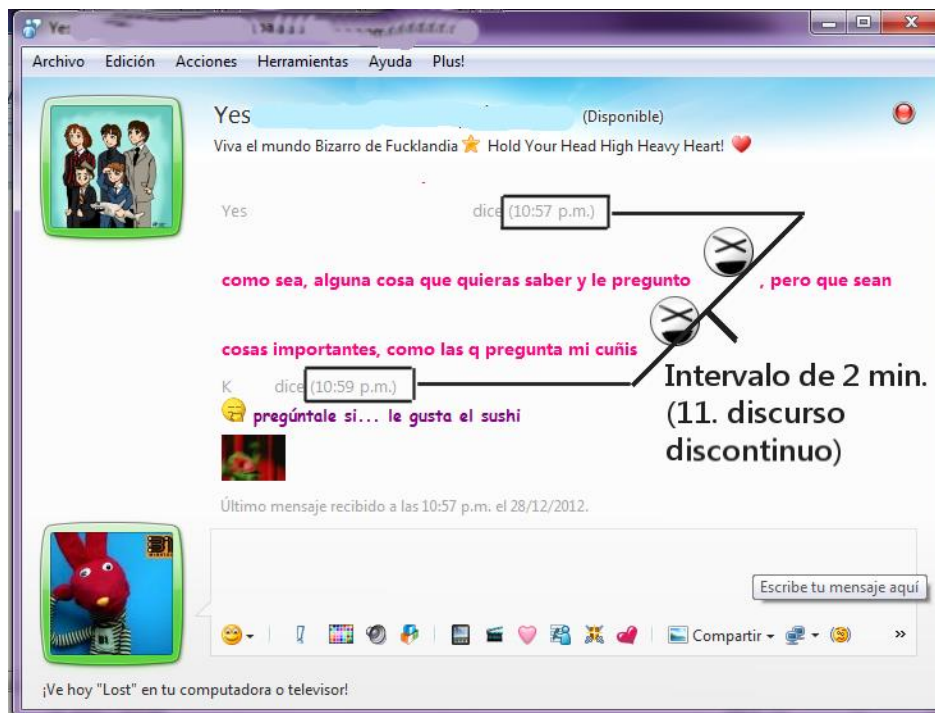 Yes
Archivo Edición Acciones Herramientas Ayuda Plus!
Yes (Disponible)
Viva el mundo Bizarro de Fucklandia Hold Your Head High Heavy Heart!
Yes dice (10:57 p.m.)
como sea, alguna cosa que quieras saber y le pregunto , pero que sean
cosas importantes, como las q pregunta mi cuñis
K dice (10:59 p.m.)
pregúntale si... le gusta el sushi
Intervalo de 2 min.
(11. discurso
discontinuo)
Último mensaje recibido a las 10:57 p.m. el 28/12/2012.
Escribe tu mensaje aquí
Compartir
¡Ve hoy "Lost" en tu computadora o televisor!